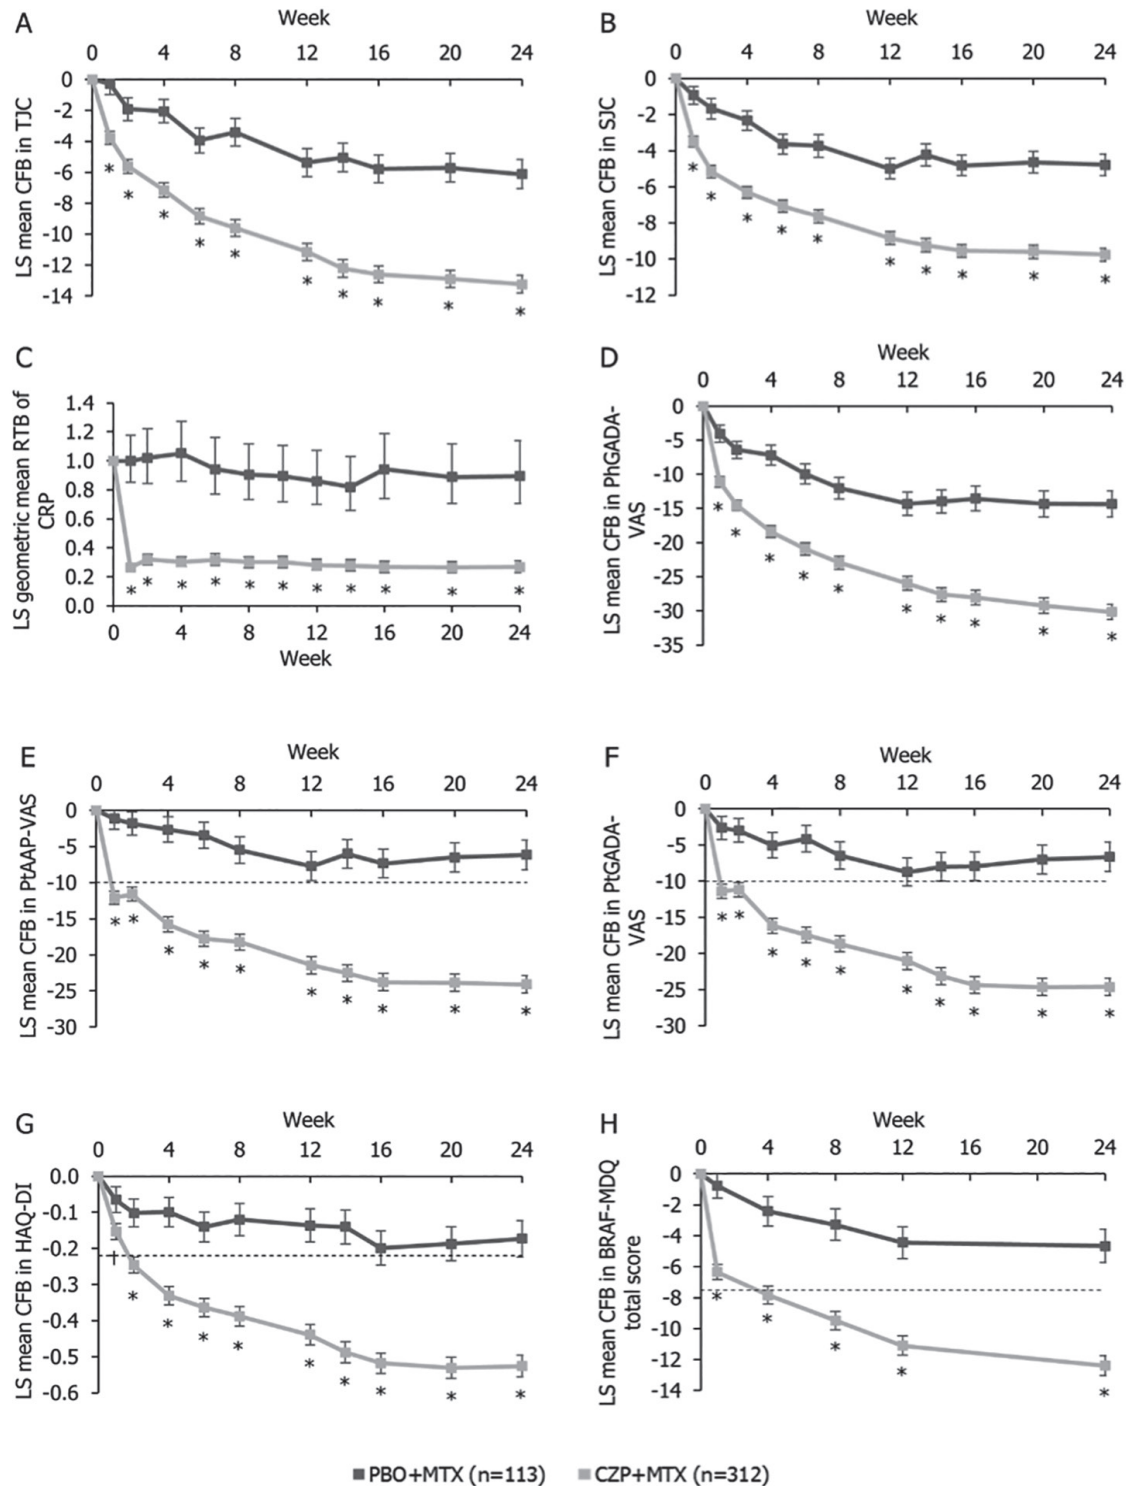 A
Week
0 4 8 12 16 20 24
LS mean CFB in TJC
0
-2
-4
-6
-8
-10
-12
-14
* * * * * * * * * *
B
Week
0 4 8 12 16 20 24
LS mean CFB in SJC
0
-2
-4
-6
-8
-10
-12
* * * * * * * * * *
C
LS geometric mean RTB of
CRP
1.4
1.2
1.0
0.8
0.6
0.4
0.2
0.0
* * * * * * * * * * *
0 4 8 12 16 20 24
Week
D
Week
0 4 8 12 16 20 24
LS mean CFB in PhGADA-
VAS
0
-5
-10
-15
-20
-25
-30
-35
* * * * * * * * * *
E
Week
0 4 8 12 16 20 24
LS mean CFB in PtAAP-VAS
0
-5
-10
-15
-20
-25
-30
* * * * * * * * * *
F
Week
0 4 8 12 16 20 24
LS mean CFB in PtGADA-
VAS
0
-5
-10
-15
-20
-25
-30
* * * * * * * * * *
G
Week
0 4 8 12 16 20 24
LS mean CFB in HAQ-DI
0.0
-0.1
-0.2
-0.3
-0.4
-0.5
-0.6
† * * * * * * * * *
H
Week
0 4 8 12 16 20 24
LS mean CFB in BRAF-MDQ
total score
0
-2
-4
-6
-8
-10
-12
-14
* * * * *
PBO+MTX (n=113) CZP+MTX (n=312)